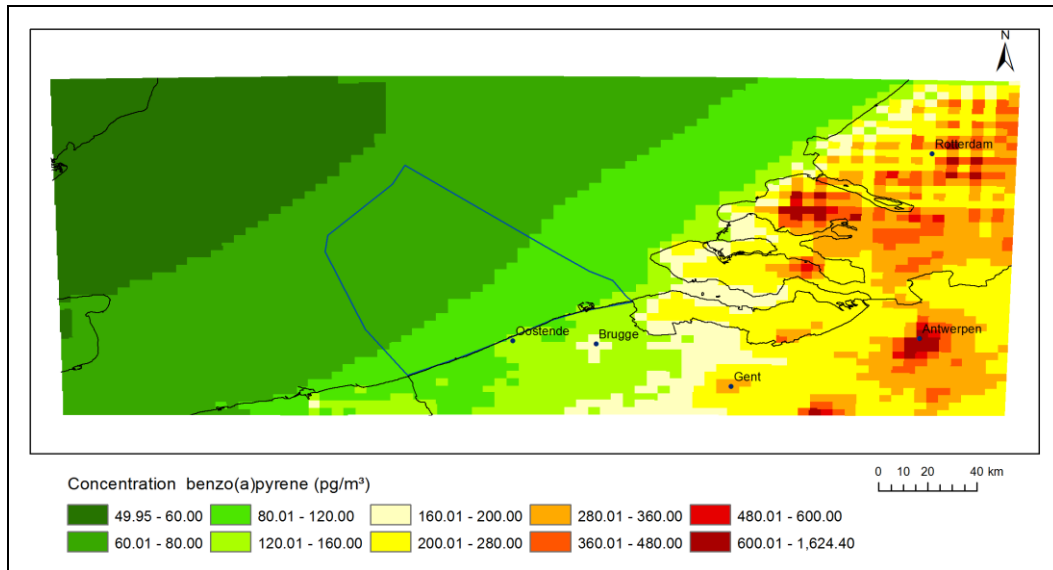 N
Rotterdam
Oostende
Brugge
Antwerpen
Gent
Concentration benzo(a)pyrene (pg/m³)
0 10 20 40 km
49.95 - 60.00 80.01 - 120.00 160.01 - 200.00 280.01 - 360.00 480.01 - 600.00
60.01 - 80.00 120.01 - 160.00 200.01 - 280.00 360.01 - 480.00 600.01 - 1,624.40